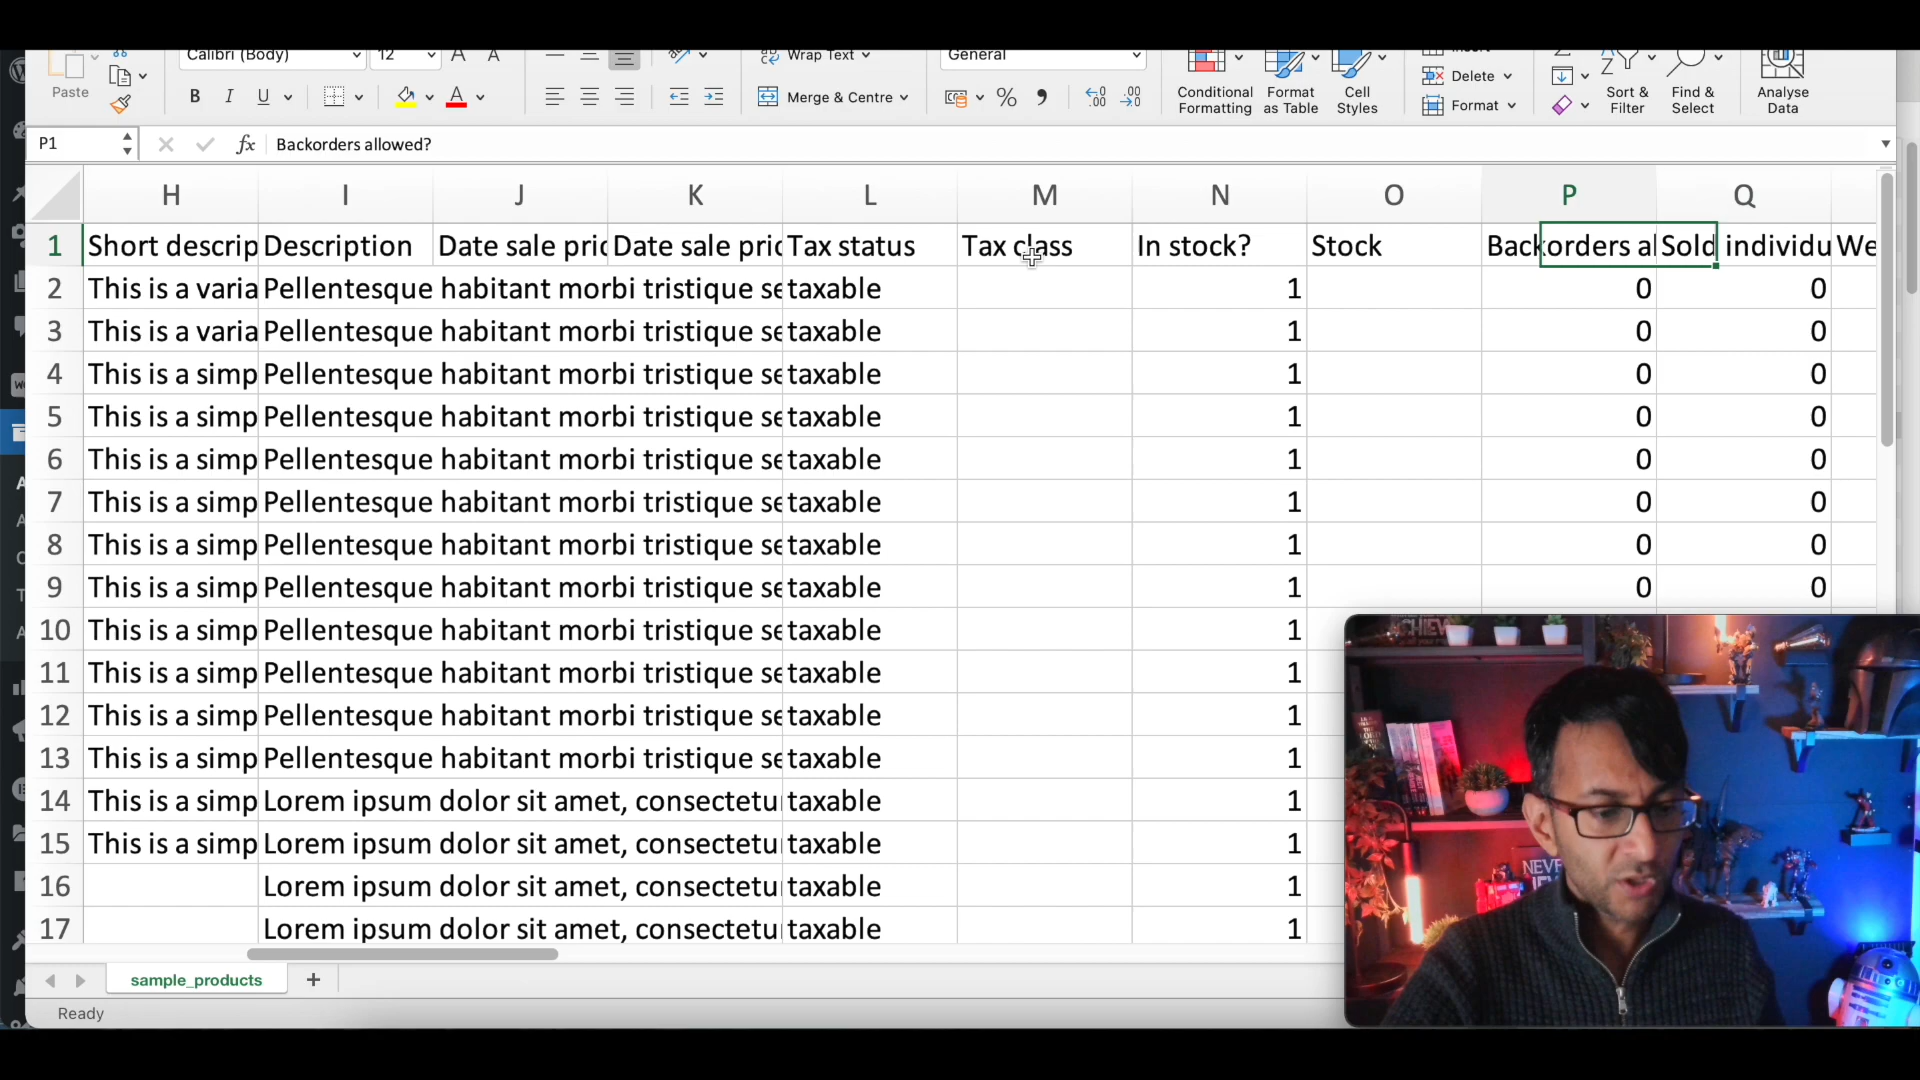 Calibri (Body) 12 Wrap Text General Delete
Paste B I U Merge & Centre % Conditional Formatting Format as Table Cell Styles Format Sort & Filter Find & Select Analyse Data
P1 fx Backorders allowed?
H I J K L M N O P Q
1 Short descrip Description Date sale pric Date sale pric Tax status Tax class In stock? Stock Backorders al Sold individu We
2 This is a varia Pellentesque habitant morbi tristique se taxable 1 0 0
3 This is a varia Pellentesque habitant morbi tristique se taxable 1 0 0
4 This is a simp Pellentesque habitant morbi tristique se taxable 1 0 0
5 This is a simp Pellentesque habitant morbi tristique se taxable 1 0 0
6 This is a simp Pellentesque habitant morbi tristique se taxable 1 0 0
7 This is a simp Pellentesque habitant morbi tristique se taxable 1 0 0
8 This is a simp Pellentesque habitant morbi tristique se taxable 1 0 0
9 This is a simp Pellentesque habitant morbi tristique se taxable 1 0 0
10 This is a simp Pellentesque habitant morbi tristique se taxable 1
11 This is a simp Pellentesque habitant morbi tristique se taxable 1
12 This is a simp Pellentesque habitant morbi tristique se taxable 1
13 This is a simp Pellentesque habitant morbi tristique se taxable 1
14 This is a simp Lorem ipsum dolor sit amet, consectetu taxable 1
15 This is a simp Lorem ipsum dolor sit amet, consectetu taxable 1
16 Lorem ipsum dolor sit amet, consectetu taxable 1
17 Lorem ipsum dolor sit amet, consectetu taxable 1
sample_products +
Ready
NEVER